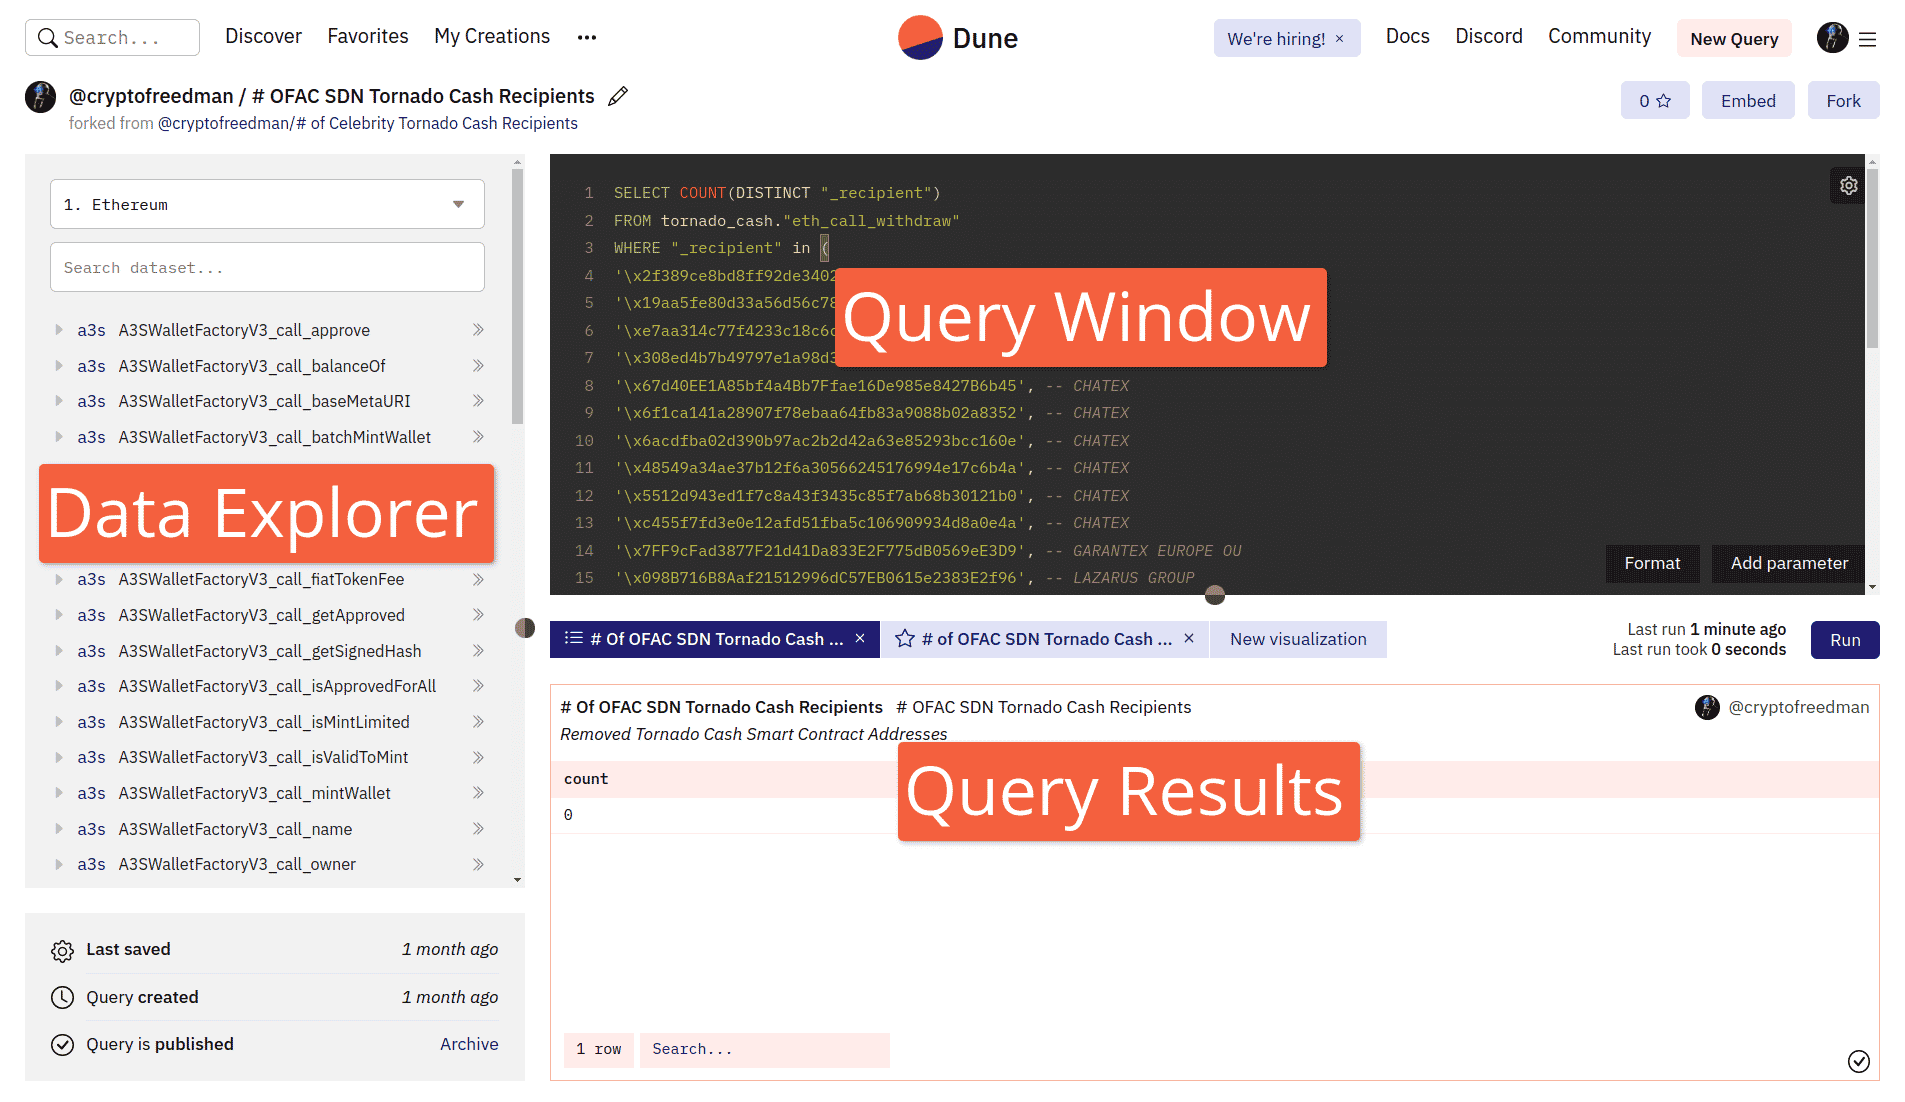 Search...
Discover
Favorites
My Creations
Dune
We're hiring! ×
Docs
Discord
Community
New Query
@cryptofreedman / # OFAC SDN Tornado Cash Recipients
forked from @cryptofreedman/# of Celebrity Tornado Cash Recipients
0
Embed
Fork
1. Ethereum
Search dataset...
a3s A3SWalletFactoryV3_call_approve
a3s A3SWalletFactoryV3_call_balanceOf
a3s A3SWalletFactoryV3_call_baseMetaURI
a3s A3SWalletFactoryV3_call_batchMintWallet
Data Explorer
a3s A3SWalletFactoryV3_call_fiatTokenFee
a3s A3SWalletFactoryV3_call_getApproved
a3s A3SWalletFactoryV3_call_getSignedHash
a3s A3SWalletFactoryV3_call_isApprovedForAll
a3s A3SWalletFactoryV3_call_isMintLimited
a3s A3SWalletFactoryV3_call_isValidToMint
a3s A3SWalletFactoryV3_call_mintWallet
a3s A3SWalletFactoryV3_call_name
a3s A3SWalletFactoryV3_call_owner
Last saved 1 month ago
Query created 1 month ago
Query is published Archive
1 SELECT COUNT(DISTINCT "_recipient")
2 FROM tornado_cash."eth_call_withdraw"
3 WHERE "_recipient" in (
4 '\x2f389ce8bd8ff92de3402
5 '\x19aa5fe80d33a56d56c78
6 '\xe7aa314c77f4233c18c6
7 '\x308ed4b7b49797e1a98d3
Query Window
8 '\x67d40EE1A85bf4a4Bb7Ffae16De985e8427B6b45', -- CHATEX
9 '\x6f1ca141a28907f78ebaa64fb83a9088b02a8352', -- CHATEX
10 '\x6acdfba02d390b97ac2b2d42a63e85293bcc160e', -- CHATEX
11 '\x48549a34ae37b12f6a30566245176994e17c6b4a', -- CHATEX
12 '\x5512d943ed1f7c8a43f3435c85f7ab68b30121b0', -- CHATEX
13 '\xc455f7fd3e0e12afd51fba5c106909934d8a0e4a', -- CHATEX
14 '\x7FF9cFad3877F21d41Da833E2F775dB0569eE3D9', -- GARANTEX EUROPE OU
15 '\x098B716B8Aaf21512996dC57EB0615e2383E2f96', -- LAZARUS GROUP
Format
Add parameter
# Of OFAC SDN Tornado Cash ... ×
# of OFAC SDN Tornado Cash ... ×
New visualization
Last run 1 minute ago
Last run took 0 seconds
Run
# Of OFAC SDN Tornado Cash Recipients # OFAC SDN Tornado Cash Recipients
@cryptofreedman
Removed Tornado Cash Smart Contract Addresses
Query Results
count
0
1 row
Search...